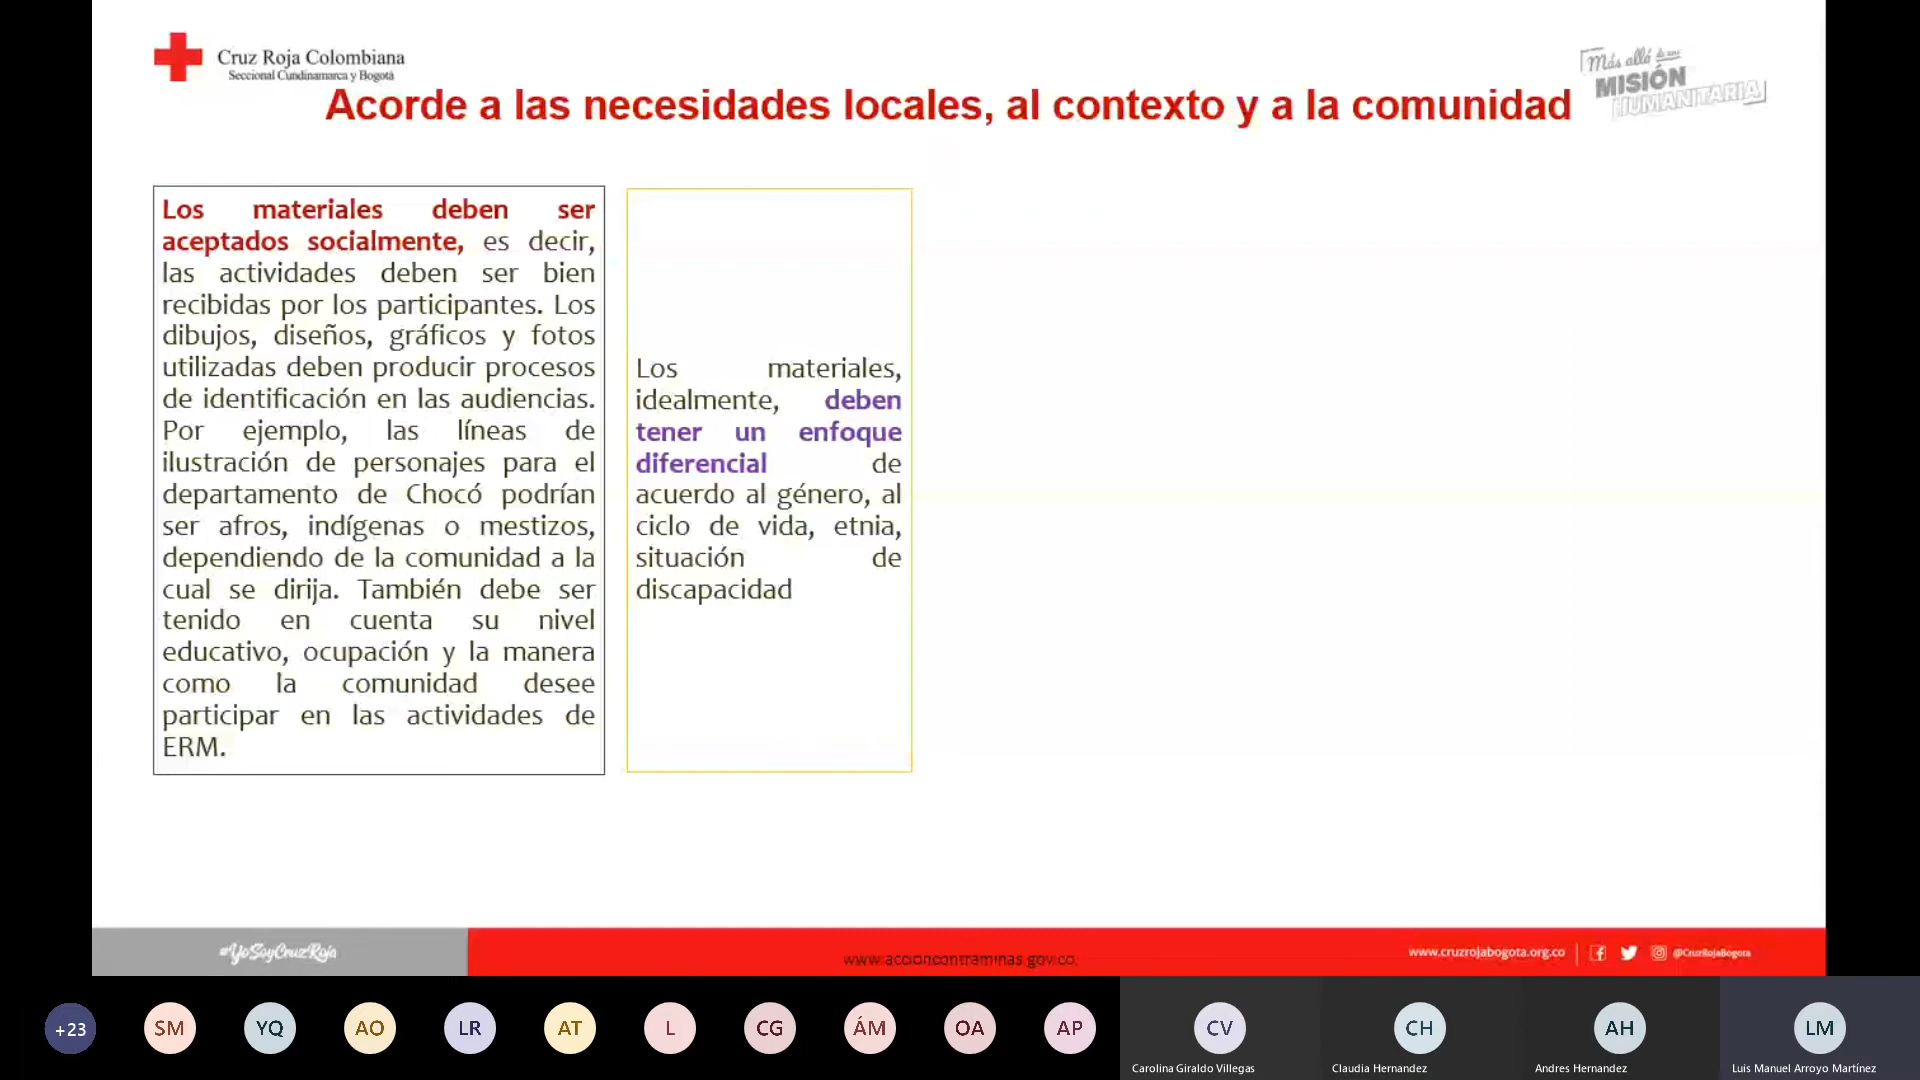 Cruz Roja Colombiana
Seccional Cundinamarca y Bogotá
Más allá de una
MISIÓN
HUMANITARIA
Acorde a las necesidades locales, al contexto y a la comunidad
Los materiales deben ser
aceptados socialmente, es decir,
las actividades deben ser bien
recibidas por los participantes. Los
dibujos, diseños, gráficos y fotos
utilizadas deben producir procesos
de identificación en las audiencias.
Por ejemplo, las líneas de
ilustración de personajes para el
departamento de Chocó podrían
ser afros, indígenas o mestizos,
dependiendo de la comunidad a la
cual se dirija. También debe ser
tenido en cuenta su nivel
educativo, ocupación y la manera
como la comunidad desee
participar en las actividades de
ERM.
Los materiales,
idealmente, deben
tener un enfoque
diferencial de
acuerdo al género, al
ciclo de vida, etnia,
situación de
discapacidad
#YoSoyCruzRoja
www.accioncontraminas.gov.co.
www.cruzrojabogota.org.co
@CruzRojaBogota
+23
SM
YQ
AO
LR
AT
L
CG
ÁM
OA
AP
CV
CH
AH
LM
Carolina Giraldo Villegas
Claudia Hernandez
Andres Hernandez
Luis Manuel Arroyo Martínez